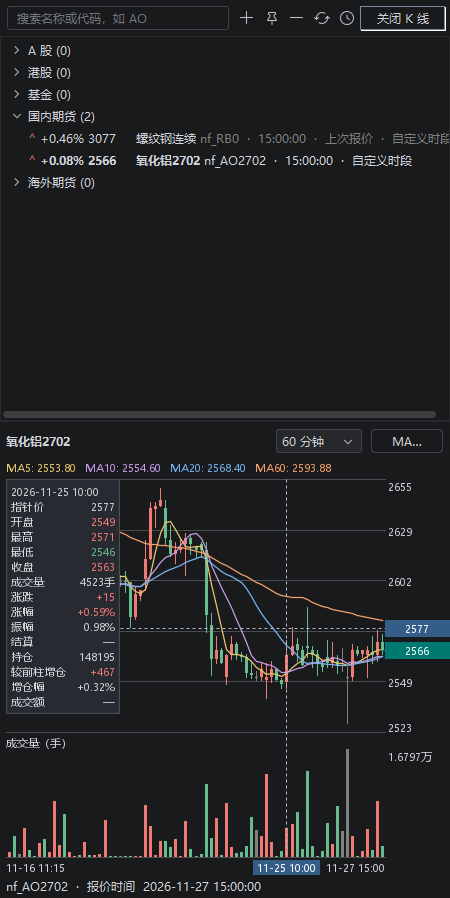 搜索名称或代码，如 AO
关闭 K 线
A 股 (0)
港股 (0)
基金 (0)
国内期货 (2)
^ +0.46% 3077 螺纹钢连续 nf_RB0 · 15:00:00 · 上次报价 · 自定义时段
^ +0.08% 2566 氧化铝2702 nf_AO2702 · 15:00:00 · 自定义时段
海外期货 (0)
氧化铝2702
60 分钟
MA...
MA5: 2553.80 MA10: 2554.60 MA20: 2568.40 MA60: 2593.88
2026-11-25 10:00
指针价 2577
开盘 2549
最高 2571
最低 2546
收盘 2563
成交量 4523手
涨跌 +15
涨幅 +0.59%
振幅 0.98%
结算 —
持仓 148195
较前柱增仓 +467
增仓幅 +0.32%
成交额 —
2655
2629
2602
2577
2566
2549
2523
成交量（手）
1.6797万
11-16 11:15
11-25 10:00
11-27 15:00
nf_AO2702 · 报价时间 2026-11-27 15:00:00